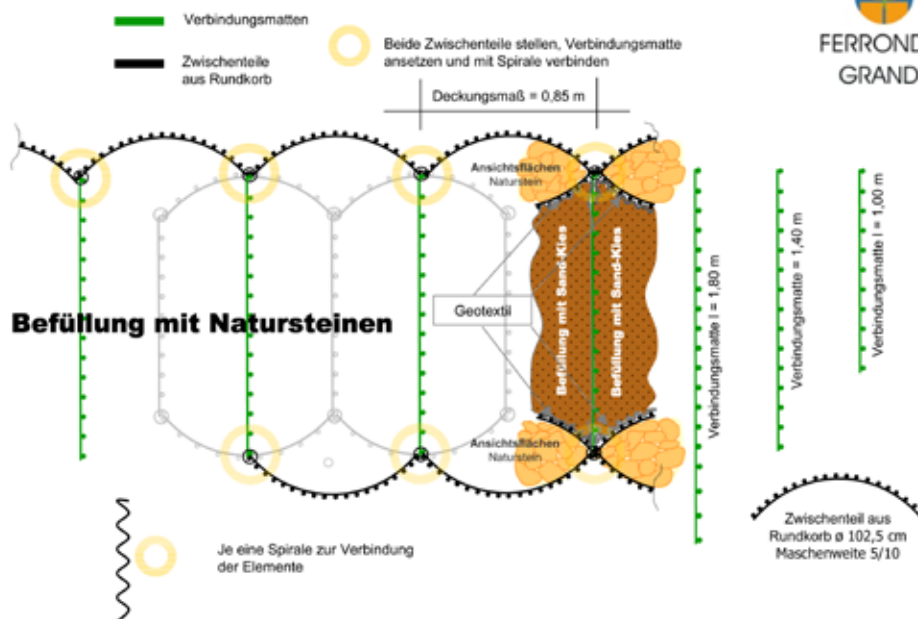 Verbindungsmatten
Zwischenteile
aus Rundkorb
Beide Zwischenteile stellen, Verbindungsmatte
ansetzen und mit Spirale verbinden
GRAND
Deckungsmaß = 0,85 m
Ansichtsflächen
Naturstein
Befüllung mit Sand-Kies
Befüllung mit Sand-Kies
Geotextil
Befüllung mit Natursteinen
Verbindungsmatte l = 1,80 m
Verbindungsmatte = 1,40 m
Verbindungsmatte l = 1,00 m
Ansichtsflächen
Naturstein
Zwischenteil aus
Rundkorb ø 102,5 cm
Maschenweite 5/10
Je eine Spirale zur Verbindung
der Elemente